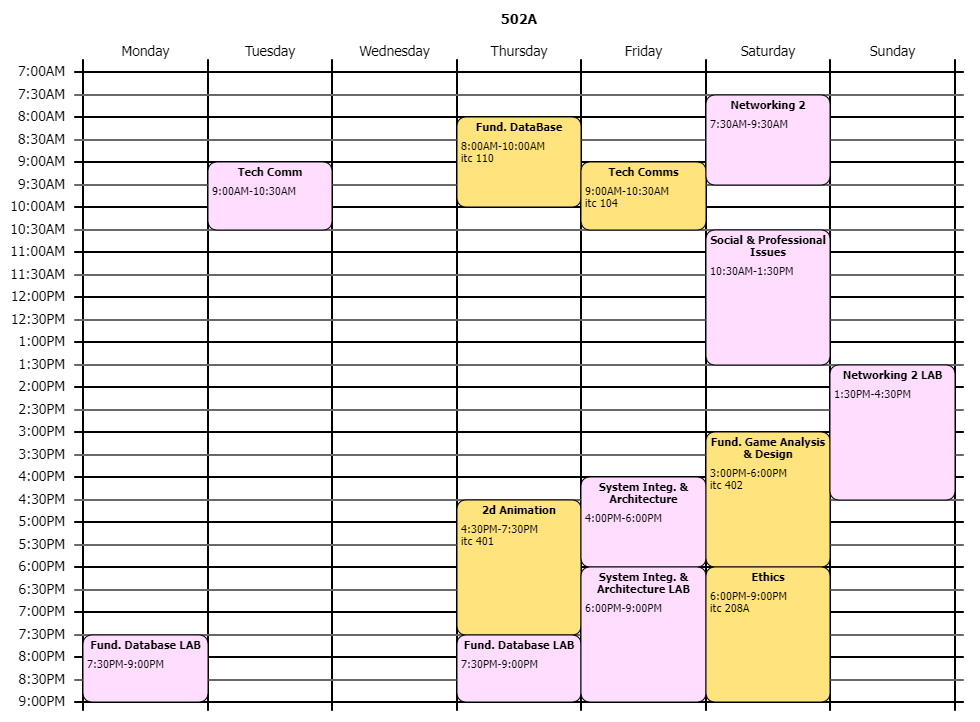 502A
Monday Tuesday Wednesday Thursday Friday Saturday Sunday
7:00AM
7:30AM
8:00AM
8:30AM
9:00AM
9:30AM
10:00AM
10:30AM
11:00AM
11:30AM
12:00PM
12:30PM
1:00PM
1:30PM
2:00PM
2:30PM
3:00PM
3:30PM
4:00PM
4:30PM
5:00PM
5:30PM
6:00PM
6:30PM
7:00PM
7:30PM
8:00PM
8:30PM
9:00PM
Fund. Database LAB
7:30PM-9:00PM
Tech Comm
9:00AM-10:30AM
Fund. DataBase
8:00AM-10:00AM
itc 110
2d Animation
4:30PM-7:30PM
itc 401
Fund. Database LAB
7:30PM-9:00PM
Tech Comms
9:00AM-10:30AM
itc 104
System Integ. &
Architecture
4:00PM-6:00PM
System Integ. &
Architecture LAB
6:00PM-9:00PM
Networking 2
7:30AM-9:30AM
Social & Professional
Issues
10:30AM-1:30PM
Fund. Game Analysis
& Design
3:00PM-6:00PM
itc 402
Ethics
6:00PM-9:00PM
itc 208A
Networking 2 LAB
1:30PM-4:30PM